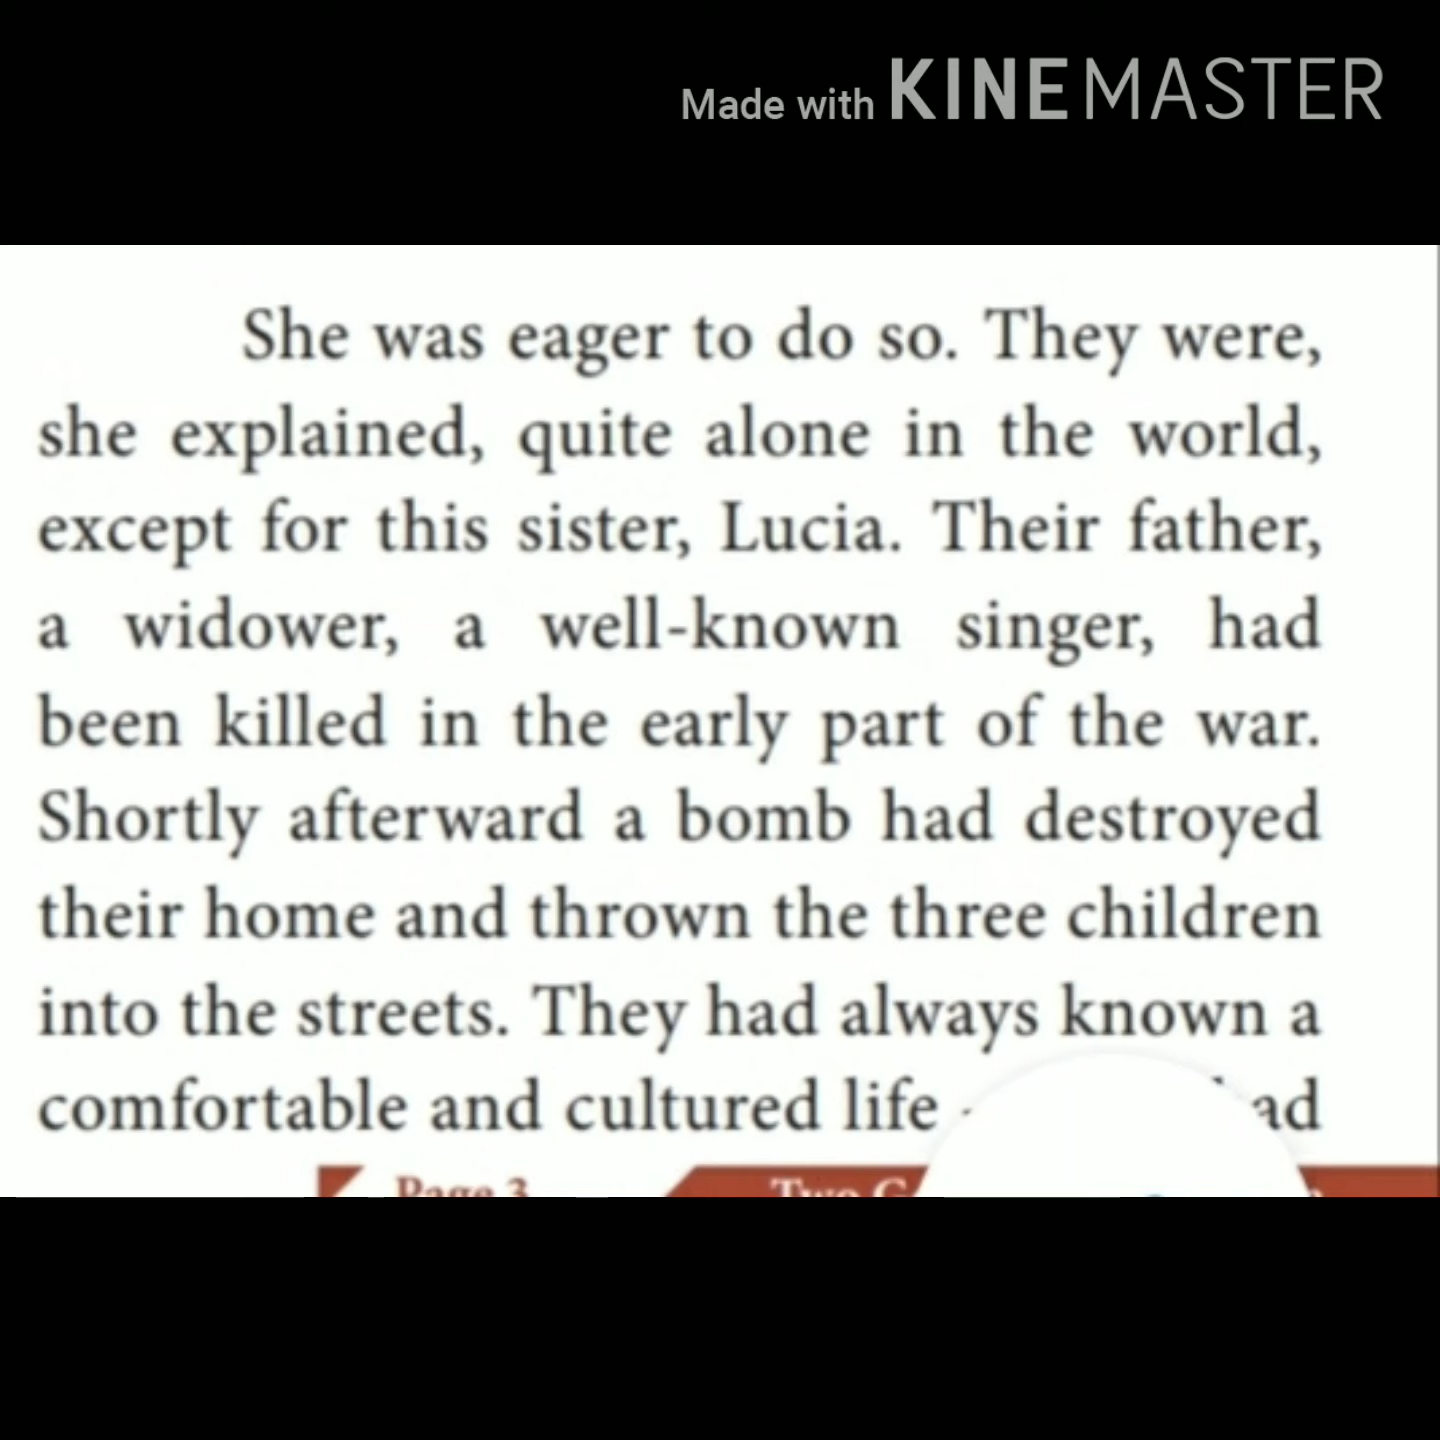 Made with KINEMASTER
She was eager to do so. They were,
she explained, quite alone in the world,
except for this sister, Lucia. Their father,
a widower, a well-known singer, had
been killed in the early part of the war.
Shortly afterward a bomb had destroyed
their home and thrown the three children
into the streets. They had always known a
comfortable and cultured life -
Page 3
Two